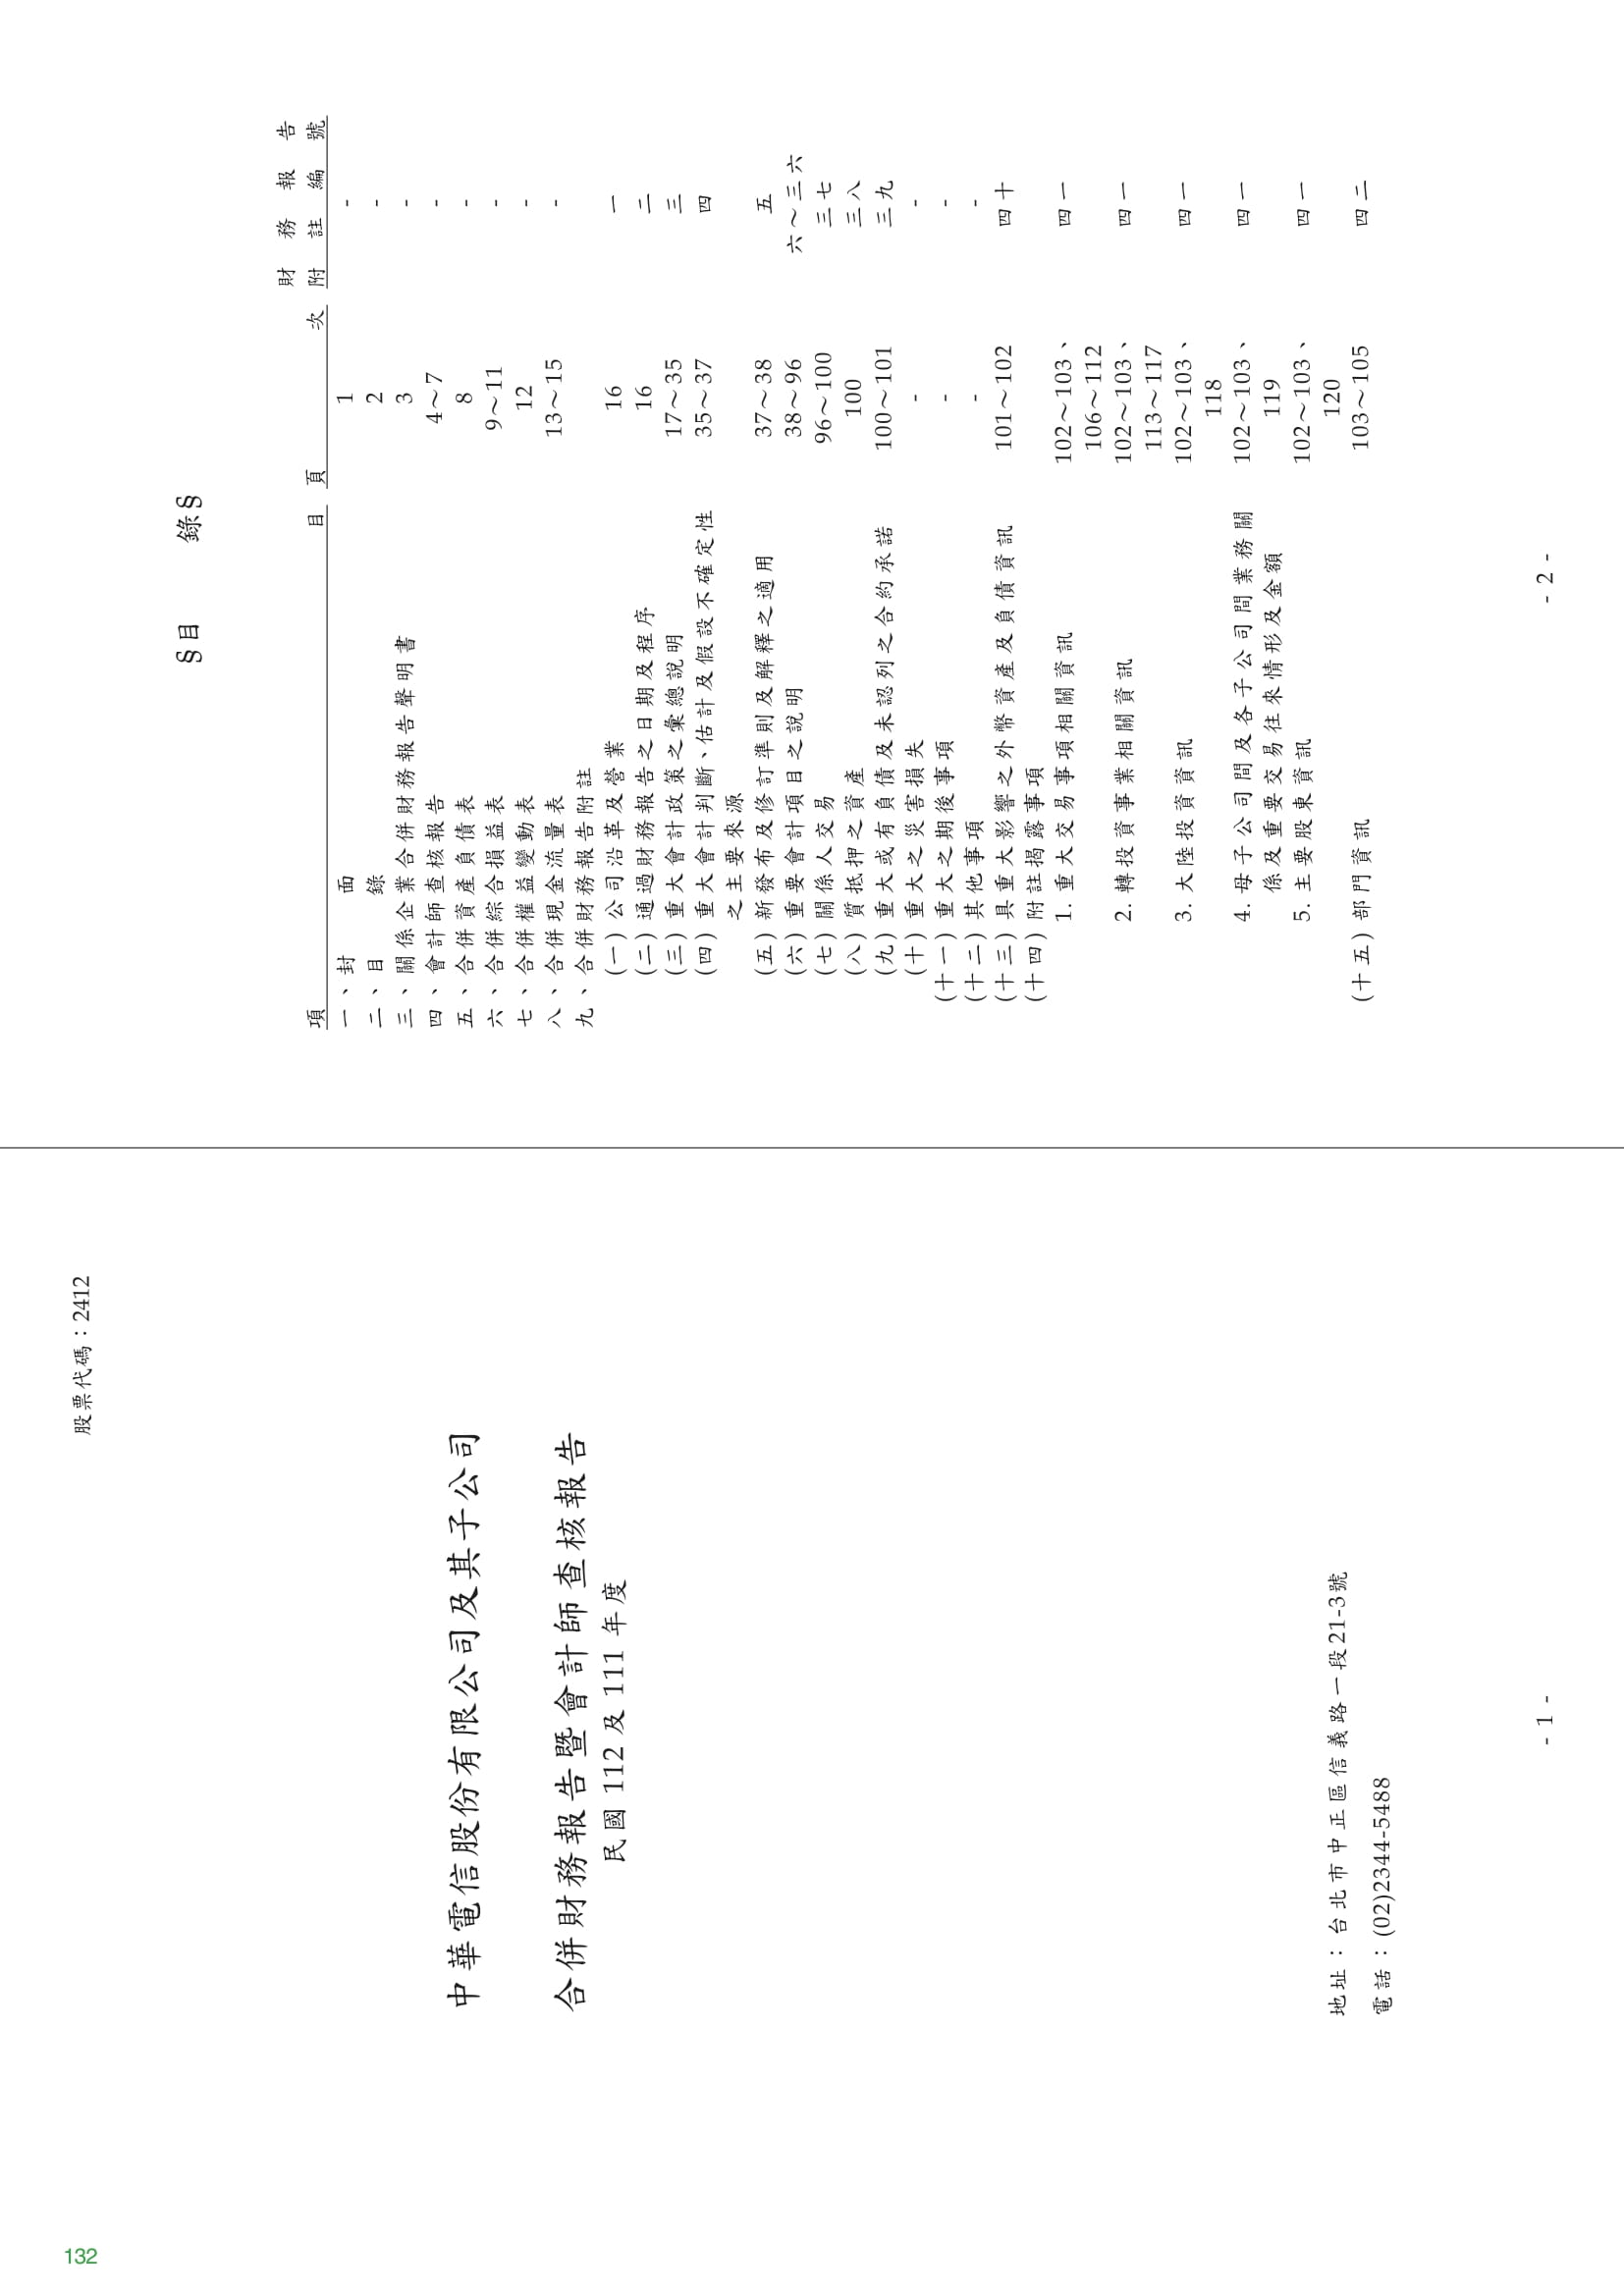 股票代碼：2412
中華電信股份有限公司及其子公司
合併財務報告暨會計師查核報告
民國 112 及 111 年度
地址：台北市中正區信義路一段21-3號
電話：(02)2344-5488
- 1 -
§目　　錄§
財務報告
項　　目　　頁　　次　　附註編號
一、封　　面　　1　　-
二、目　　錄　　2　　-
三、關係企業合併財務報告聲明書　　3　　-
四、會計師查核報告　　4～7　　-
五、合併資產負債表　　8　　-
六、合併綜合損益表　　9～11　　-
七、合併權益變動表　　12　　-
八、合併現金流量表　　13～15　　-
九、合併財務報告附註
(一) 公司沿革及營業　　16　　一
(二) 通過財務報告之日期及程序　　16　　二
(三) 重大會計政策之彙總說明　　17～35　　三
(四) 重大會計判斷、估計及假設不確定性　　35～37　　四
之主要來源
(五) 新發布及修訂準則及解釋之適用　　37～38　　五
(六) 重要會計項目之說明　　38～96　　六～三六
(七) 關係人交易　　96～100　　三七
(八) 質抵押之資產　　100　　三八
(九) 重大或有負債及未認列之合約承諾　　100～101　　三九
(十) 重大之災害損失　　-　　-
(十一) 重大之期後事項　　-　　-
(十二) 其他事項　　-　　-
(十三) 具重大影響之外幣資產及負債資訊　　101～102　　四十
(十四) 附註揭露事項
1. 重大交易事項相關資訊　　102～103、　　四一
106～112
2. 轉投資事業相關資訊　　102～103、　　四一
113～117
3. 大陸投資資訊　　102～103、　　四一
118
4. 母子公司間及各子公司間業務關　　102～103、　　四一
係及重要交易往來情形及金額　　119
5. 主要股東資訊　　102～103、　　四一
120
(十五) 部門資訊　　103～105　　四二
- 2 -
132